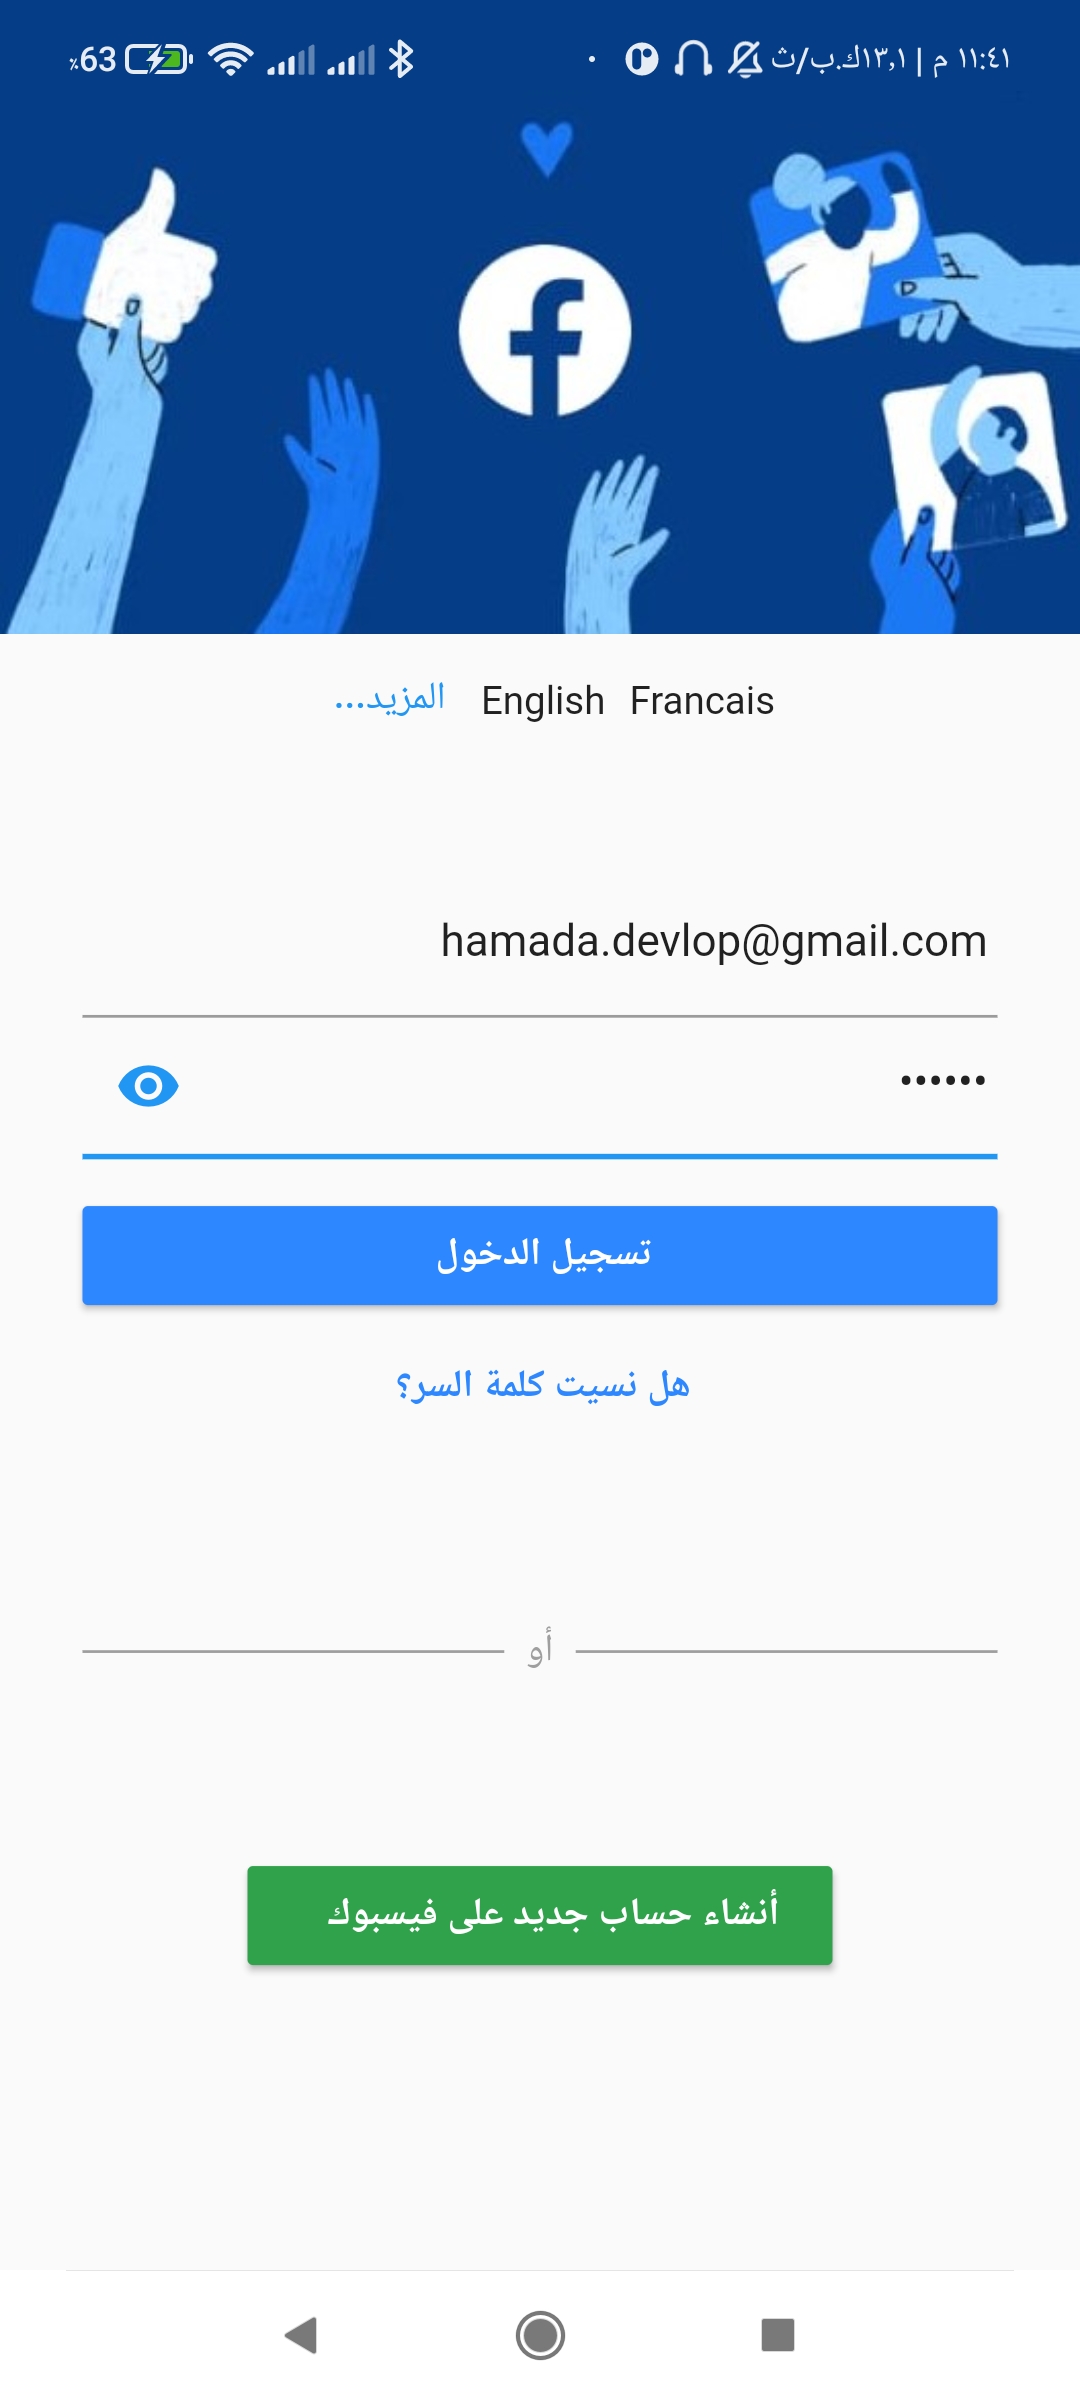 ١١:٤١ م | ١٣,١ك.ب/ث
63٪
Francais English المزيد...
hamada.devlop@gmail.com
••••••
تسجيل الدخول
هل نسيت كلمة السر؟
أو
أنشاء حساب جديد على فيسبوك